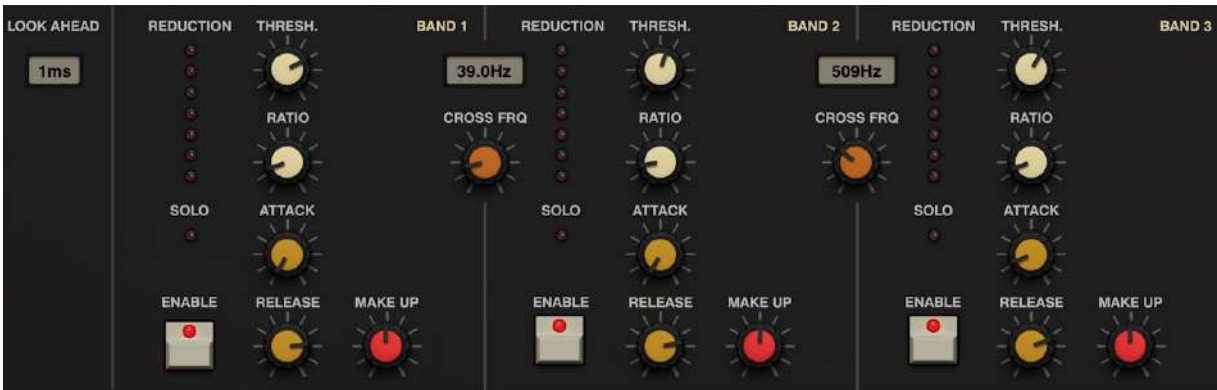 LOOK AHEAD REDUCTION THRESH. BAND 1 REDUCTION THRESH. BAND 2 REDUCTION THRESH. BAND 3
1ms 39.0Hz 509Hz
RATIO CROSS FRQ RATIO CROSS FRQ RATIO
SOLO ATTACK SOLO ATTACK SOLO ATTACK
ENABLE RELEASE MAKE UP ENABLE RELEASE MAKE UP ENABLE RELEASE MAKE UP